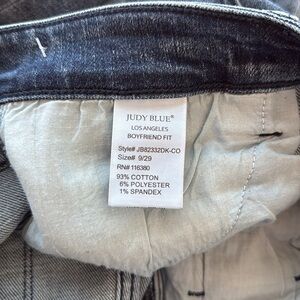 JUDY BLUE®
LOS ANGELES
BOYFRIEND FIT
Style# JB82332DK-CO
Size# 9/29
RN# 116380
93% COTTON
6% POLYESTER
1% SPANDEX